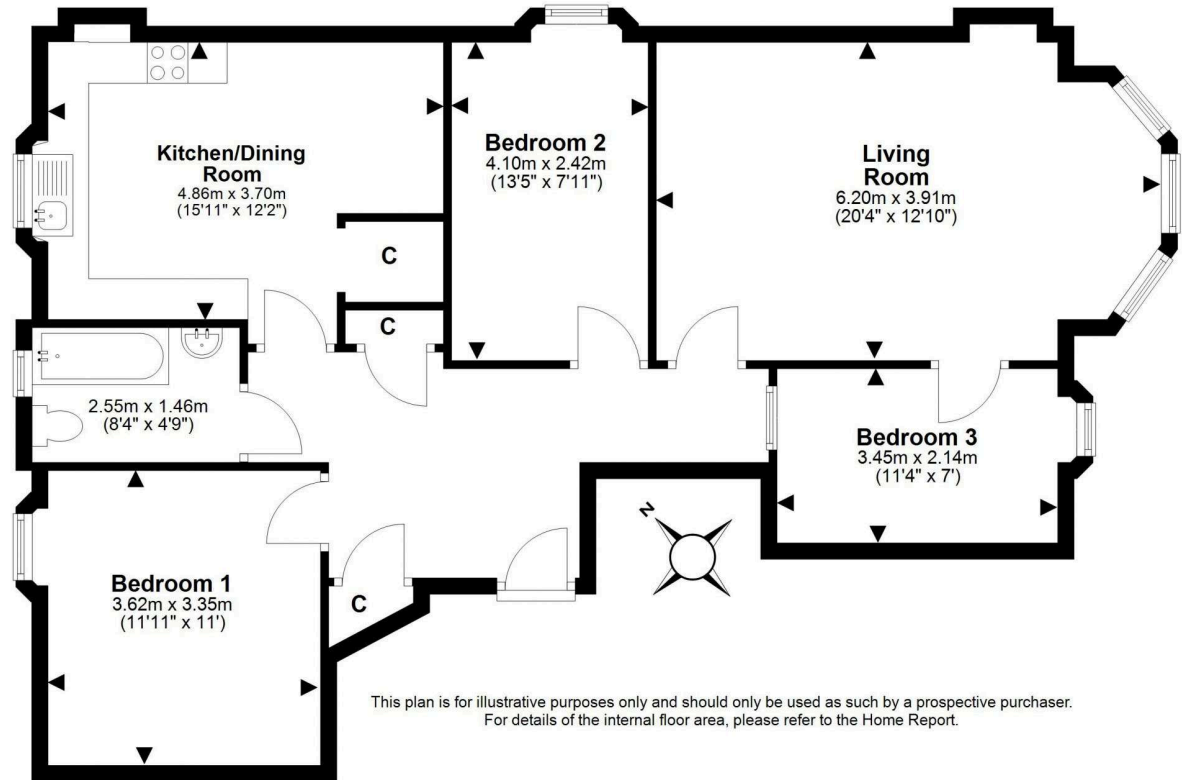 Kitchen/Dining
Room
4.86m x 3.70m
(15'11" x 12'2")
Bedroom 2
4.10m x 2.42m
(13'5" x 7'11")
Living
Room
6.20m x 3.91m
(20'4" x 12'10")
C
C
2.55m x 1.46m
(8'4" x 4'9")
Bedroom 3
3.45m x 2.14m
(11'4" x 7')
N
Bedroom 1
3.62m x 3.35m
(11'11" x 11')
C
This plan is for illustrative purposes only and should only be used as such by a prospective purchaser.
For details of the internal floor area, please refer to the Home Report.